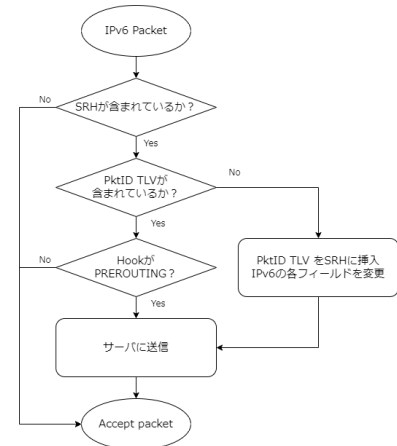 IPv6 Packet
SRHが含まれているか？
No
Yes
PktID TLVが
含まれているか？
No
Yes
PktID TLV をSRHに挿入
IPv6の各フィールドを変更
Hookが
PREROUTING？
No
Yes
サーバに送信
Accept packet